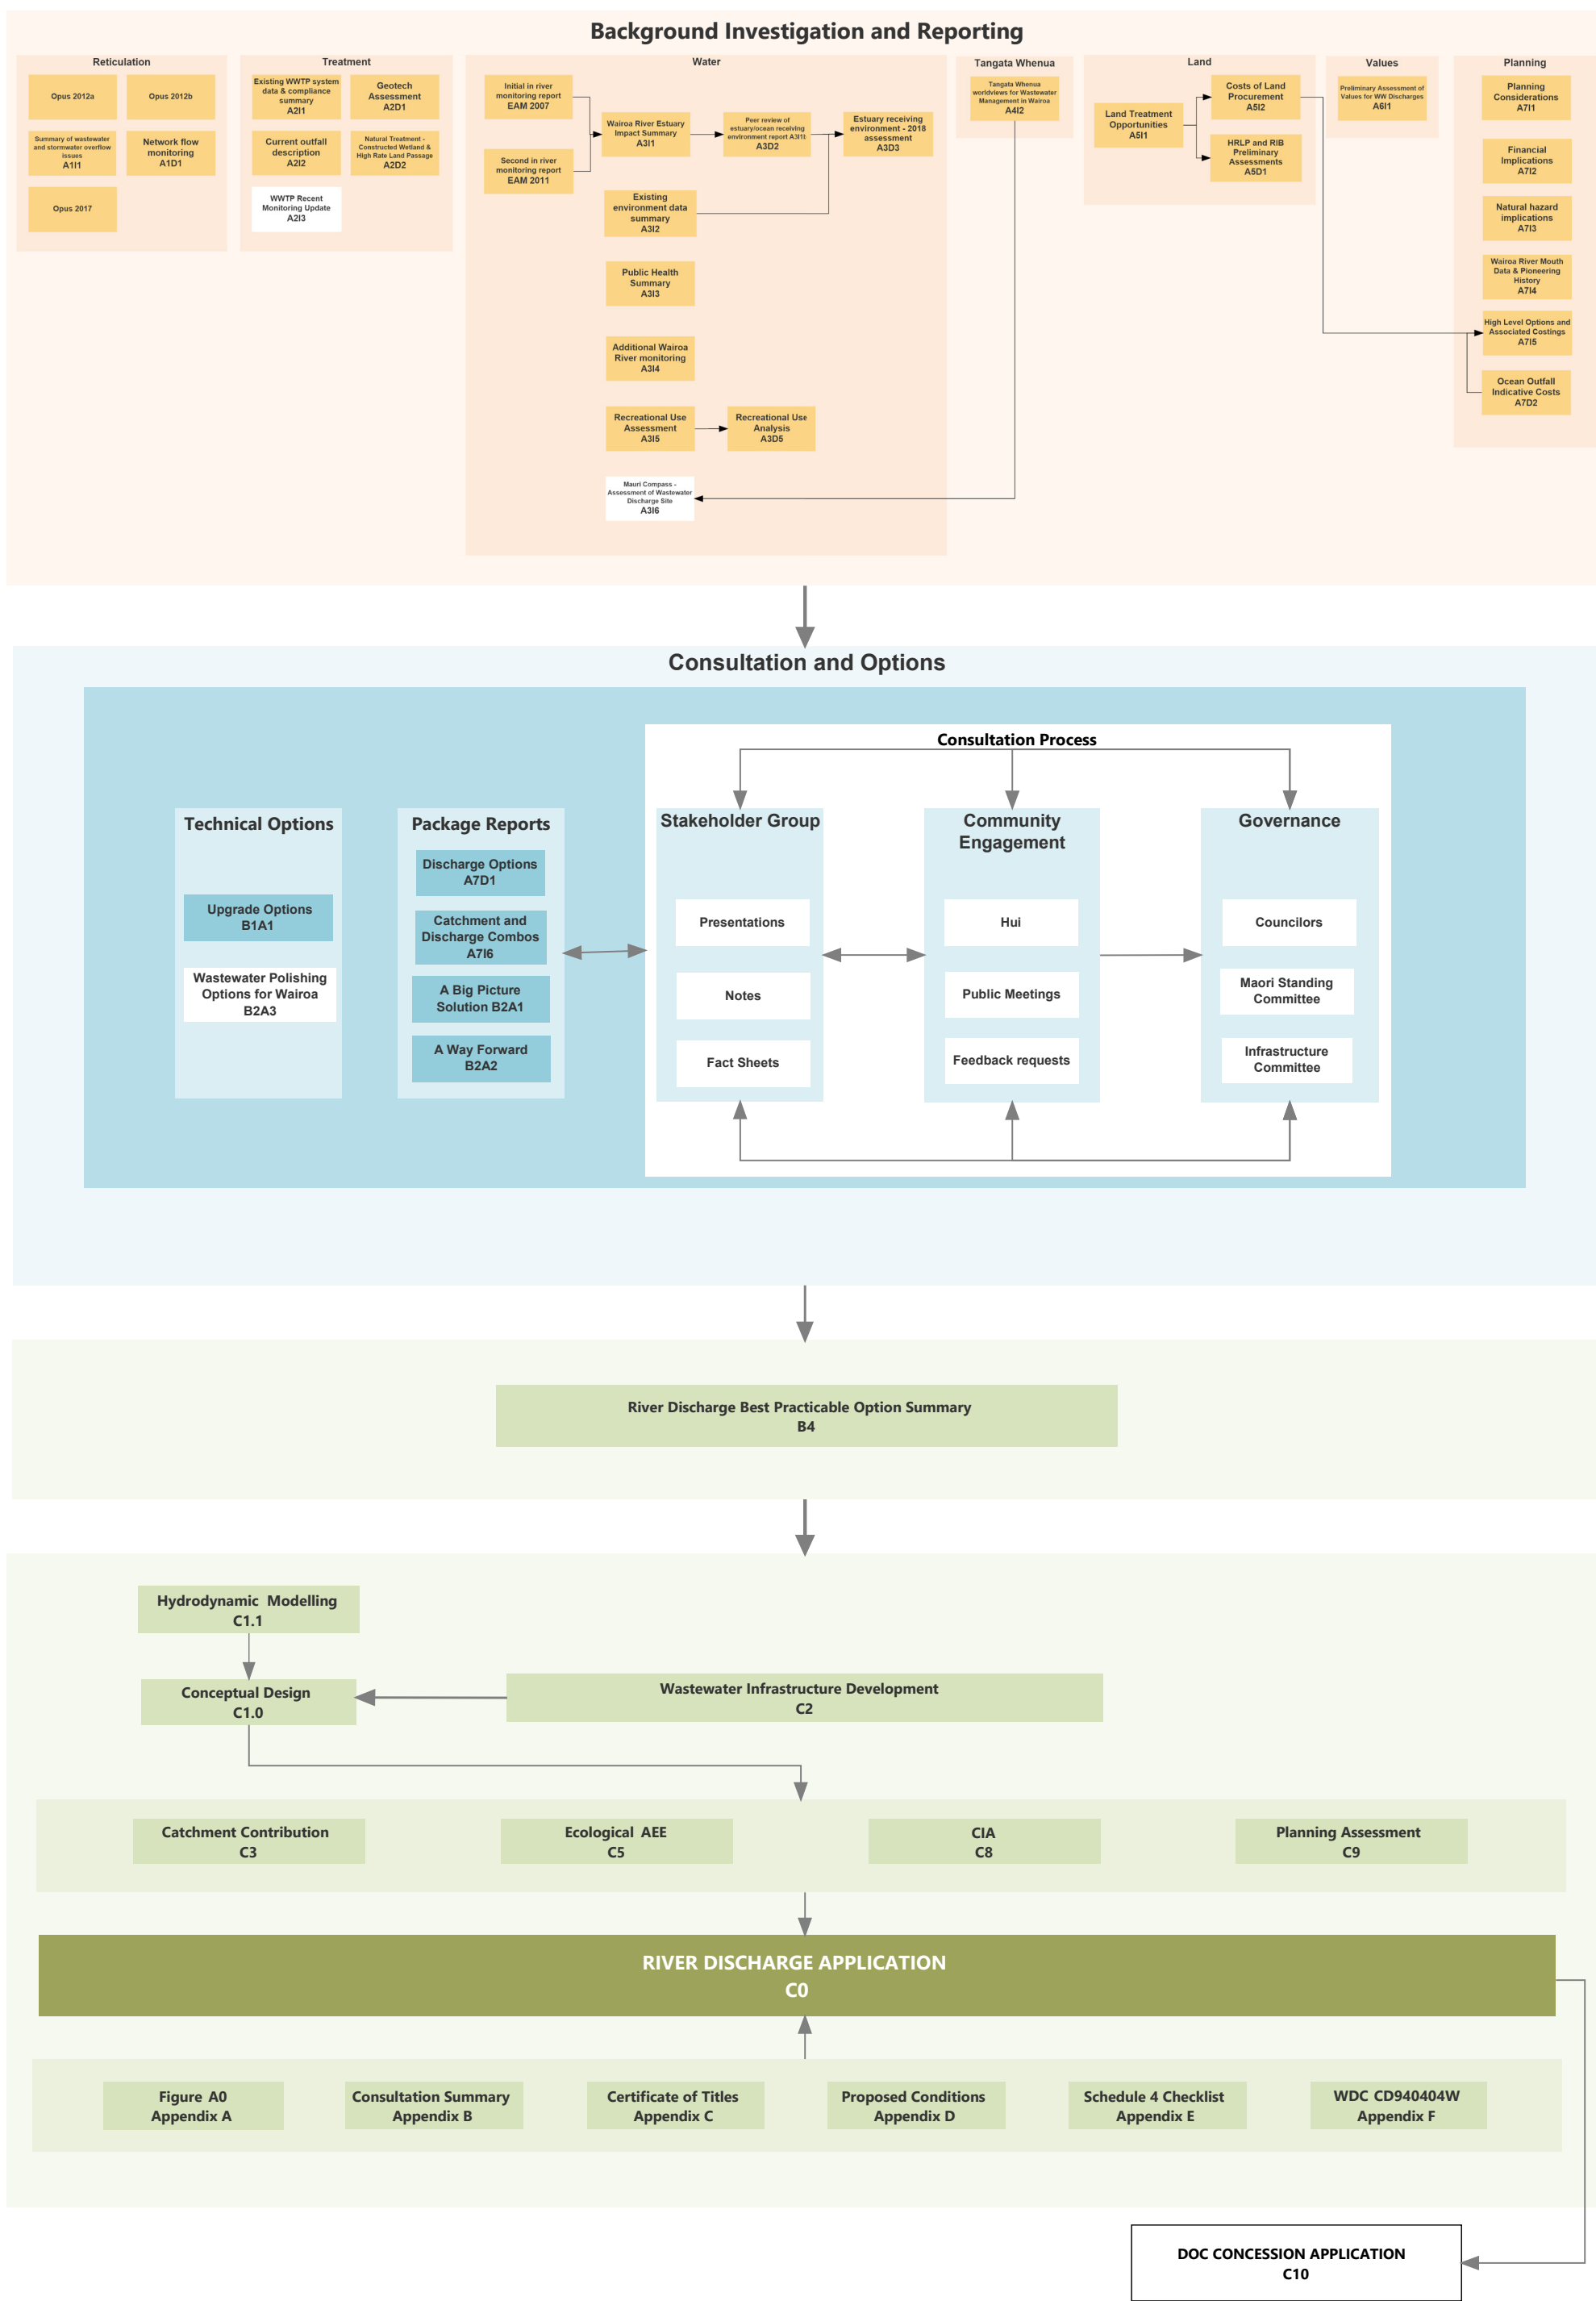 Background Investigation and Reporting
Reticulation
Opus 2012a
Opus 2012b
Summary of wastewater
and stormwater overflow
issues
A1I1
Network flow
monitoring
A1D1
Opus 2017
Treatment
Existing WWTP system
data & compliance
summary
A2I1
Geotech
Assessment
A2D1
Current outfall
description
A2I2
Natural Treatment -
Constructed Wetland &
High Rate Land Passage
A2D2
WWTP Recent
Monitoring Update
A2I3
Water
Initial in river
monitoring report
EAM 2007
Second in river
monitoring report
EAM 2011
Wairoa River Estuary
Impact Summary
A3I1
Peer review of
estuary/ocean receiving
environment report A3I1b
A3D2
Estuary receiving
environment - 2018
assessment
A3D3
Existing
environment data
summary
A3I2
Public Health
Summary
A3I3
Additional Wairoa
River monitoring
A3I4
Recreational Use
Assessment
A3I5
Recreational Use
Analysis
A3D5
Mauri Compass -
Assessment of Wastewater
Discharge Site
A3I6
Tangata Whenua
Tangata Whenua
worldviews for Wastewater
Management in Wairoa
A4I2
Land
Land Treatment
Opportunities
A5I1
Costs of Land
Procurement
A5I2
HRLP and RIB
Preliminary
Assessments
A5D1
Values
Preliminary Assessment of
Values for WW Discharges
A6I1
Planning
Planning
Considerations
A7I1
Financial
Implications
A7I2
Natural hazard
implications
A7I3
Wairoa River Mouth
Data & Pioneering
History
A7I4
High Level Options and
Associated Costings
A7I5
Ocean Outfall
Indicative Costs
A7D2
Consultation and Options
Technical Options
Upgrade Options
B1A1
Wastewater Polishing
Options for Wairoa
B2A3
Package Reports
Discharge Options
A7D1
Catchment and
Discharge Combos
A7I6
A Big Picture
Solution B2A1
A Way Forward
B2A2
Consultation Process
Stakeholder Group
Presentations
Notes
Fact Sheets
Community
Engagement
Hui
Public Meetings
Feedback requests
Governance
Councilors
Maori Standing
Committee
Infrastructure
Committee
River Discharge Best Practicable Option Summary
B4
Hydrodynamic Modelling
C1.1
Conceptual Design
C1.0
Wastewater Infrastructure Development
C2
Catchment Contribution
C3
Ecological AEE
C5
CIA
C8
Planning Assessment
C9
RIVER DISCHARGE APPLICATION
C0
Figure A0
Appendix A
Consultation Summary
Appendix B
Certificate of Titles
Appendix C
Proposed Conditions
Appendix D
Schedule 4 Checklist
Appendix E
WDC CD940404W
Appendix F
DOC CONCESSION APPLICATION
C10